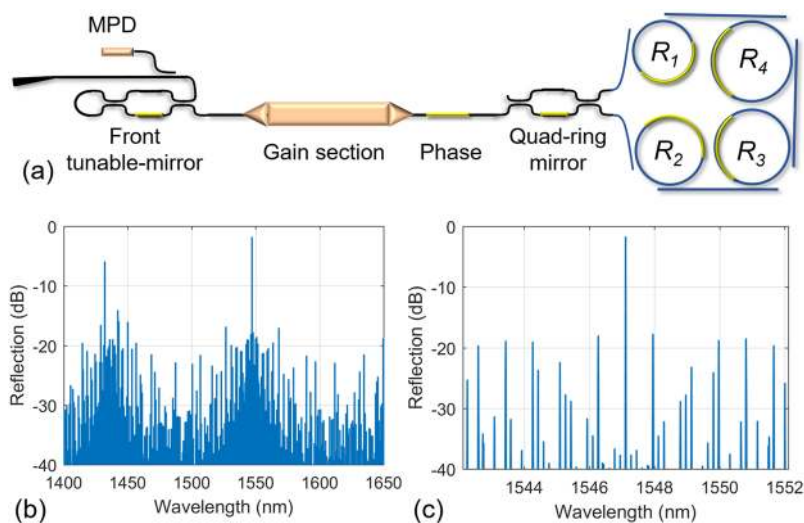 MPD
Front
tunable-mirror
Gain section
Phase
Quad-ring
mirror
R1
R4
R2
R3
(a)
0
-10
-20
-30
-40
Reflection (dB)
1400
1450
1500
1550
1600
1650
Wavelength (nm)
(b)
0
-10
-20
-30
-40
Reflection (dB)
1544
1546
1548
1550
1552
Wavelength (nm)
(c)